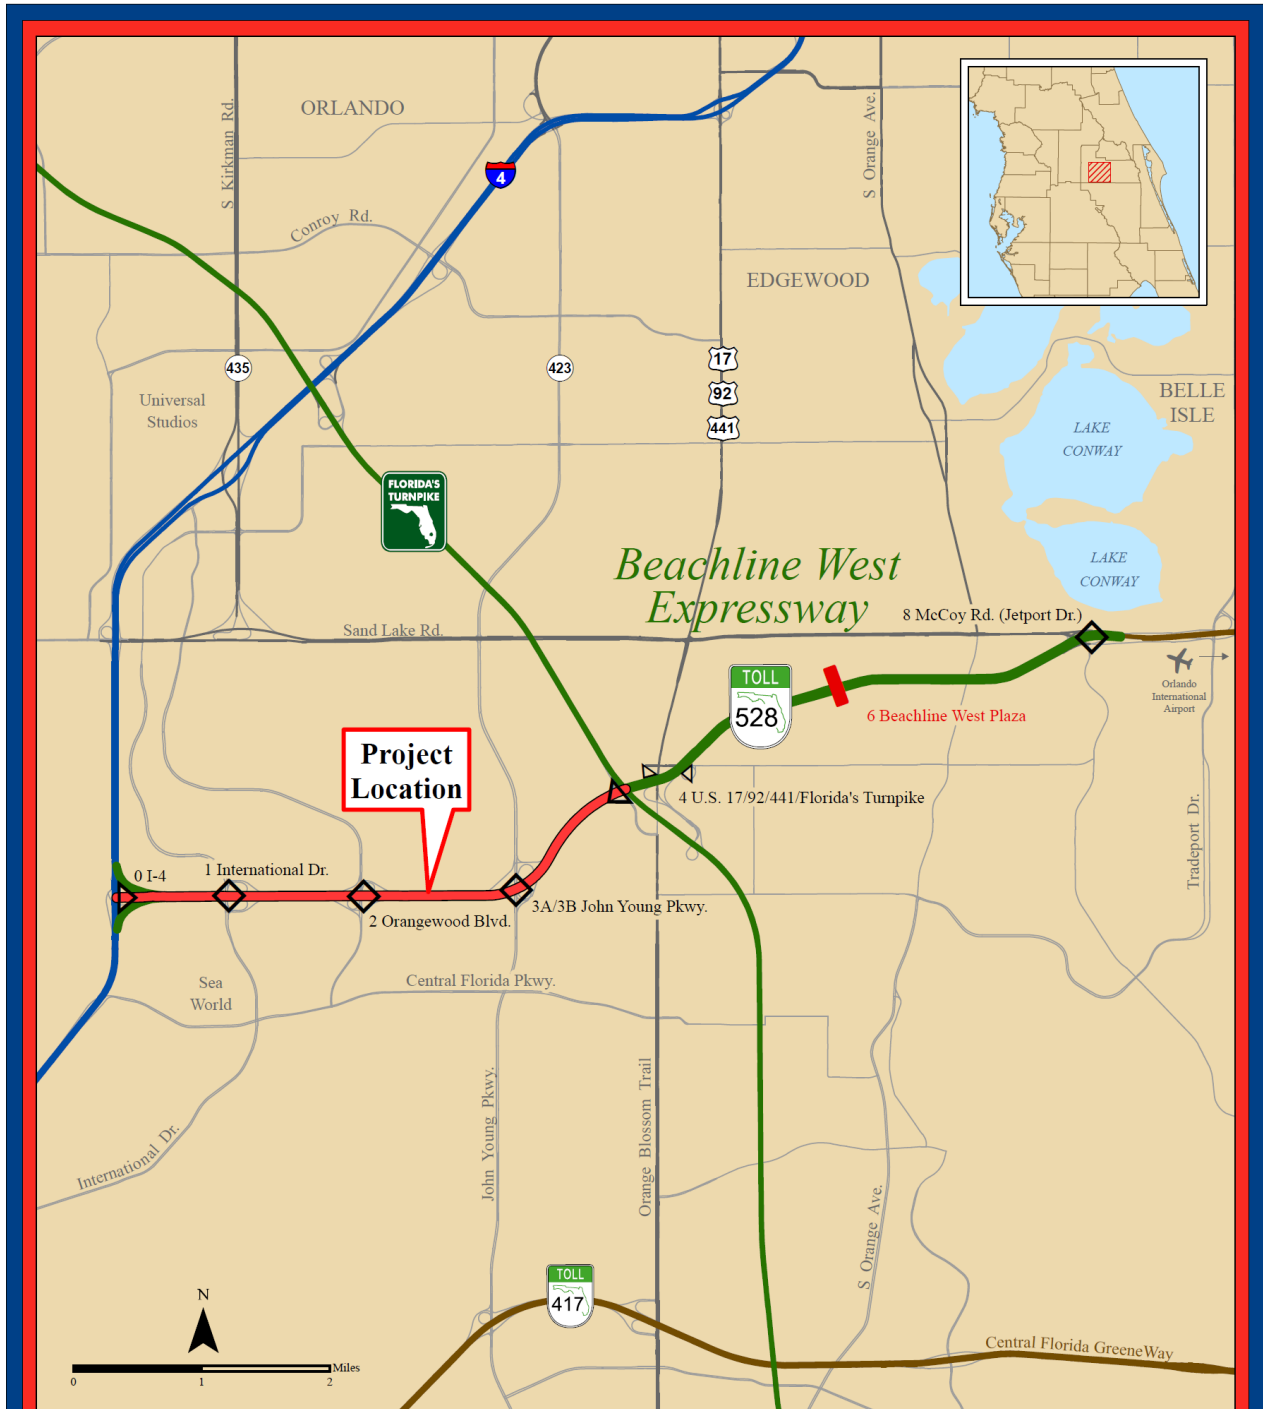 ORLANDO
S Kirkman Rd.
S Orange Ave.
4
Conroy Rd.
EDGEWOOD
435
423
17
92
441
Universal
Studios
BELLE
ISLE
LAKE
CONWAY
FLORIDA'S
TURNPIKE
LAKE
CONWAY
Beachline West
Expressway
8 McCoy Rd. (Jetport Dr.)
Sand Lake Rd.
TOLL
528
Orlando
International
Airport
6 Beachline West Plaza
Project
Location
4 U.S. 17/92/441/Florida's Turnpike
Tradeport Dr.
0 I-4
1 International Dr.
2 Orangewood Blvd.
3A/3B John Young Pkwy.
Sea
World
Central Florida Pkwy.
International Dr.
John Young Pkwy.
Orange Blossom Trail
S Orange Ave.
TOLL
417
Central Florida GreeneWay
N
Miles
0 1 2